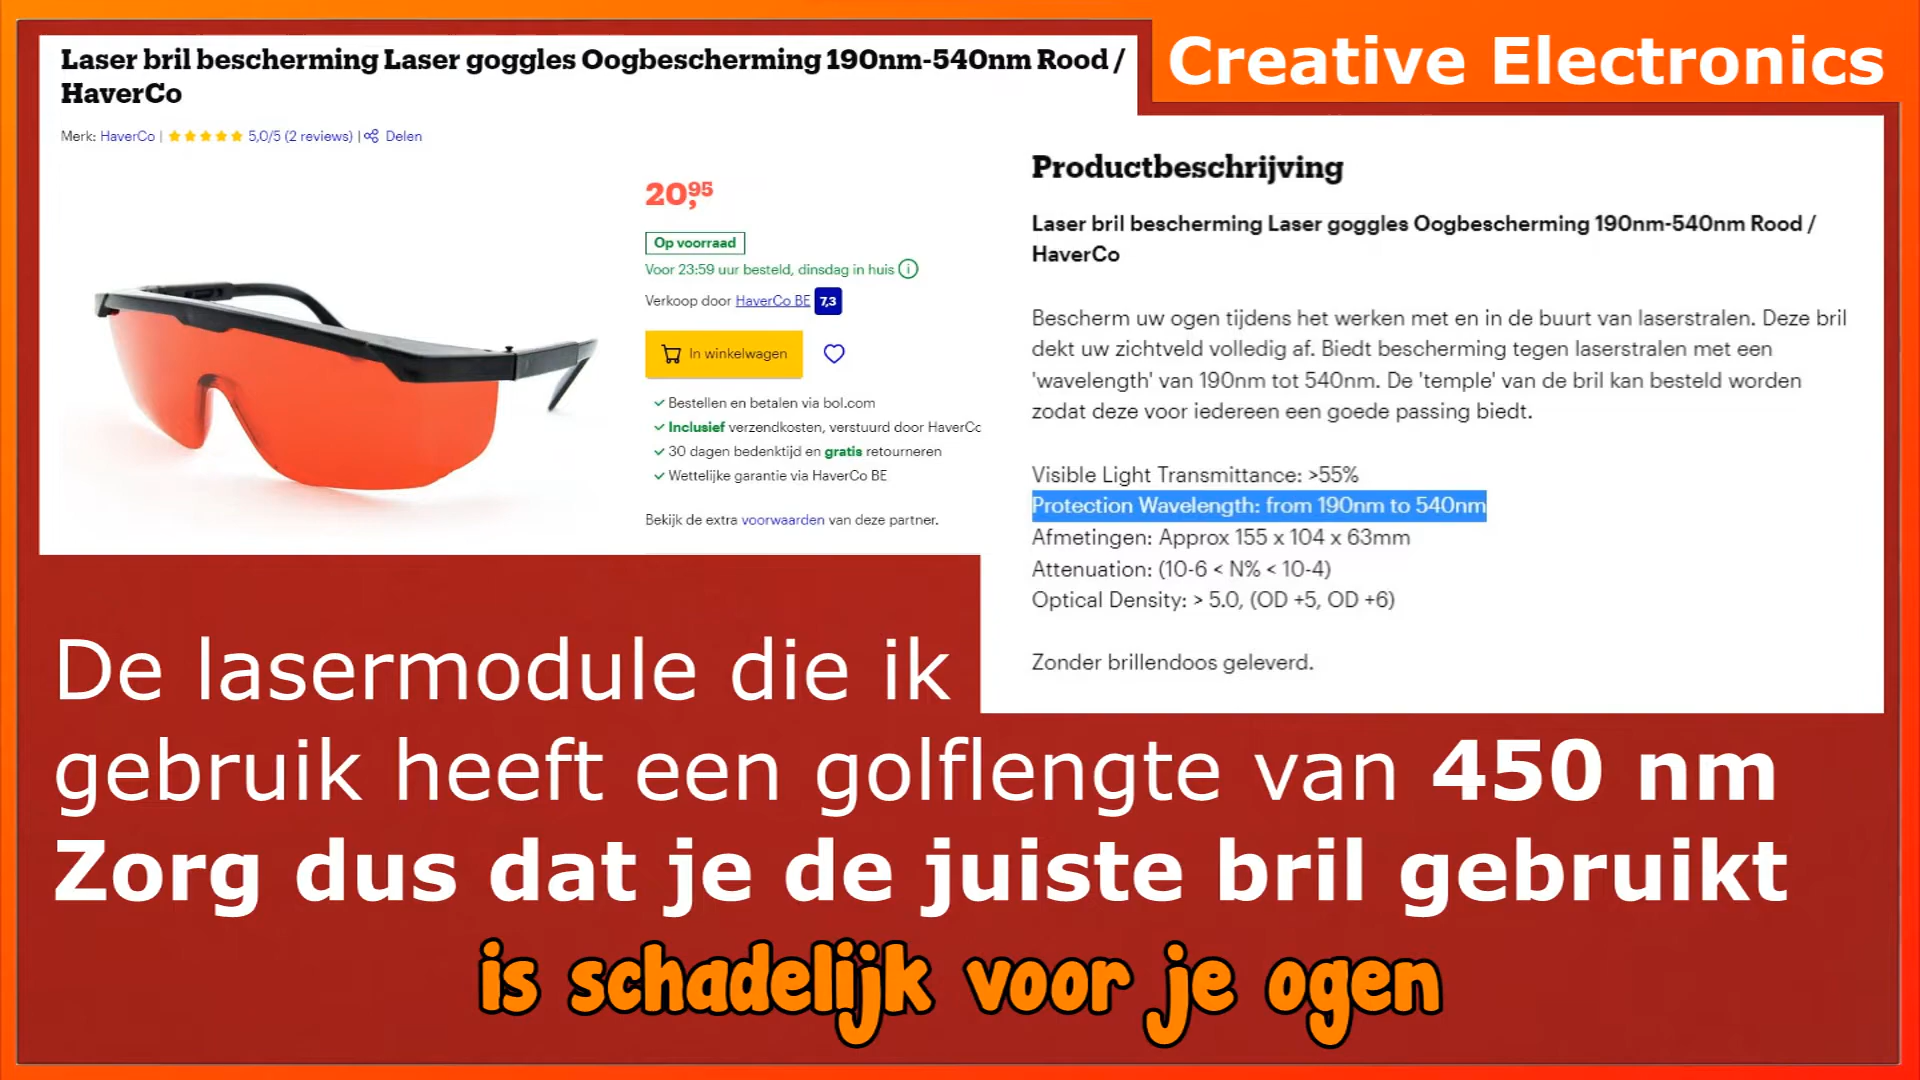 Creative Electronics
Laser bril bescherming Laser goggles Oogbescherming 190nm-540nm Rood /
HaverCo
Merk: HaverCo | 5,0/5 (2 reviews) | Delen
20,95
Op voorraad
Voor 23:59 uur besteld, dinsdag in huis i
Verkoop door HaverCo BE 7,3
In winkelwagen
Bestellen en betalen via bol.com
Inclusief verzendkosten, verstuurd door HaverCo
30 dagen bedenktijd en gratis retourneren
Wettelijke garantie via HaverCo BE
Bekijk de extra voorwaarden van deze partner.
Productbeschrijving
Laser bril bescherming Laser goggles Oogbescherming 190nm-540nm Rood /
HaverCo
Bescherm uw ogen tijdens het werken met en in de buurt van laserstralen. Deze bril
dekt uw zichtveld volledig af. Biedt bescherming tegen laserstralen met een
'wavelength' van 190nm tot 540nm. De 'temple' van de bril kan besteld worden
zodat deze voor iedereen een goede passing biedt.
Visible Light Transmittance: >55%
Protection Wavelength: from 190nm to 540nm
Afmetingen: Approx 155 x 104 x 63mm
Attenuation: (10-6 < N% < 10-4)
Optical Density: > 5.0, (OD +5, OD +6)
Zonder brillendoos geleverd.
De lasermodule die ik
gebruik heeft een golflengte van 450 nm
Zorg dus dat je de juiste bril gebruikt
is schadelijk voor je ogen